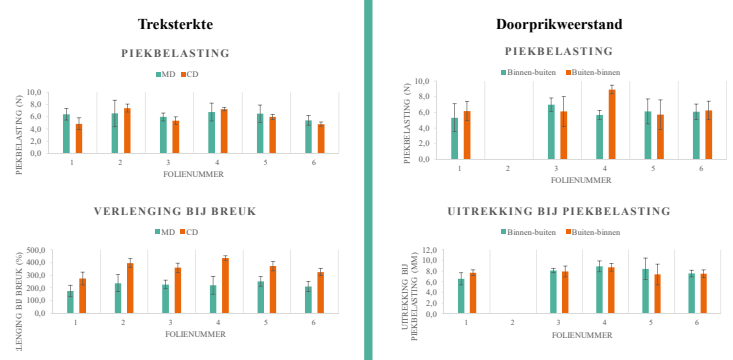 Treksterkte
PIEKBELASTING
MD CD
PIEKBELASTING (N)
10,0
8,0
6,0
4,0
2,0
0,0
1 2 3 4 5 6
FOLIENUMMER
VERLENGING BIJ BREUK
MD CD
LENGING BIJ BREUK (%)
500,0
400,0
300,0
200,0
100,0
0,0
1 2 3 4 5 6
FOLIENUMMER
Doorprikweerstand
PIEKBELASTING
Binnen-buiten Buiten-binnen
PIEKBELASTING (N)
10,0
8,0
6,0
4,0
2,0
0,0
1 2 3 4 5 6
FOLIENUMMER
UITREKKING BIJ PIEKBELASTING
Binnen-buiten Buiten-binnen
UITREKKING BIJ
PIEKBELASTING (MM)
12,0
10,0
8,0
6,0
4,0
2,0
0,0
1 2 3 4 5 6
FOLIENUMMER